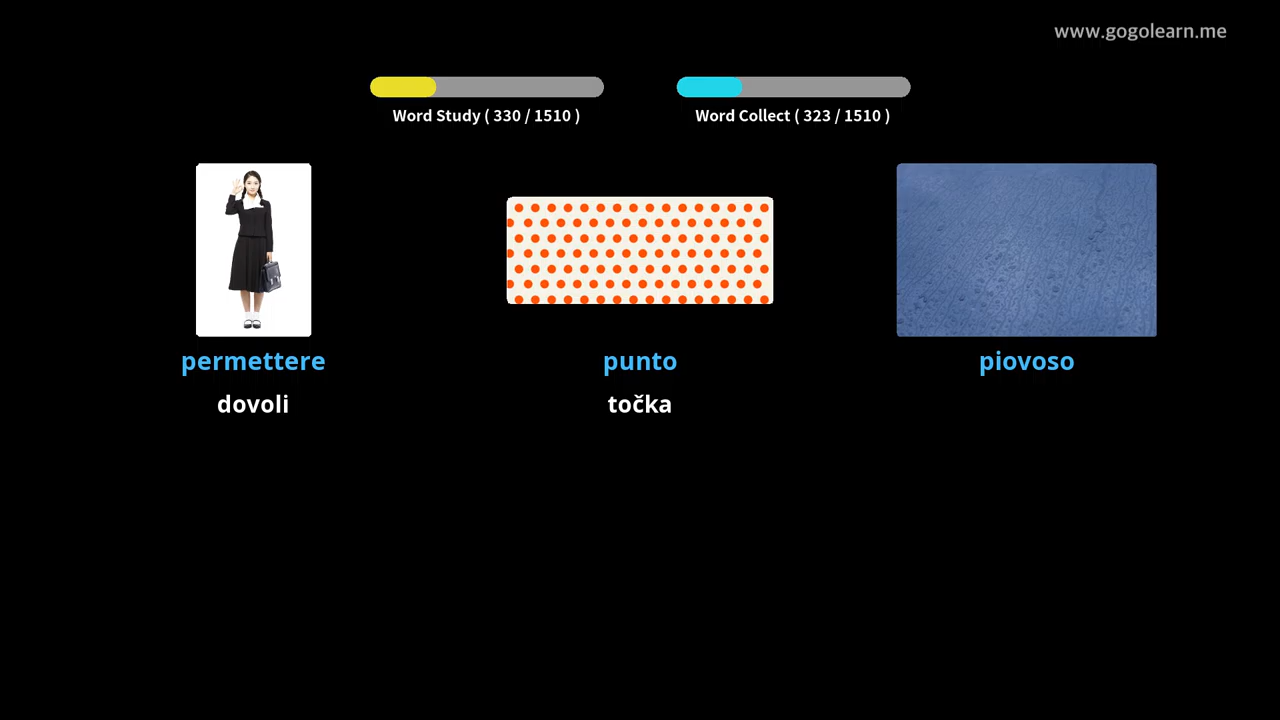 www.gogolearn.me
Word Study ( 330 / 1510 )
Word Collect ( 323 / 1510 )
permettere
punto
piovoso
dovoli
točka